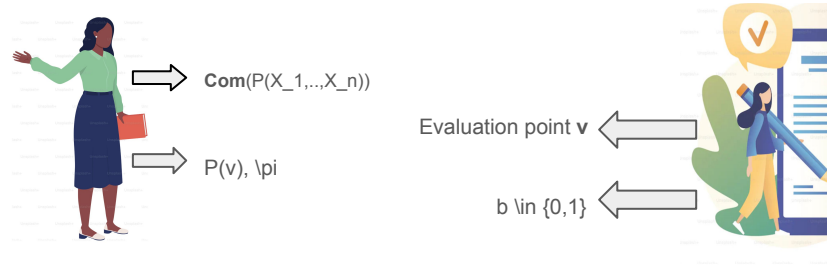 Com(P(X_1,..,X_n))
Evaluation point v
P(v), \pi
b \in {0,1}